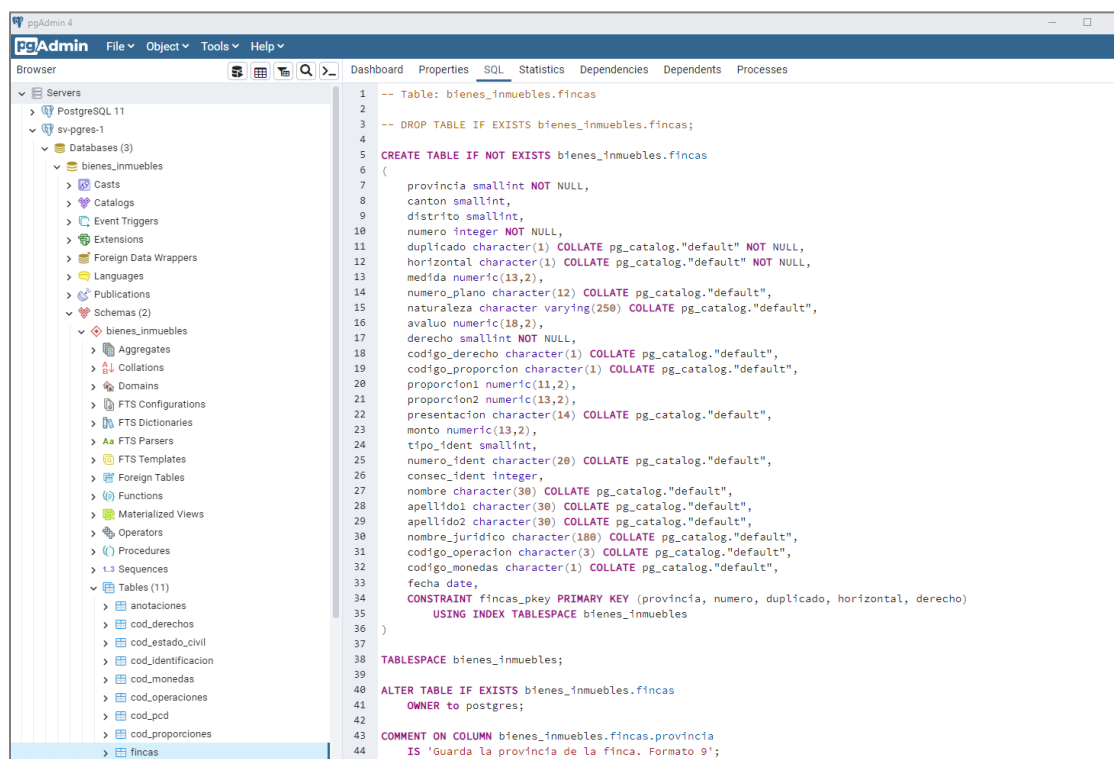 pgAdmin 4
pgAdmin File Object Tools Help
Browser
Dashboard Properties SQL Statistics Dependencies Dependents Processes
Servers
PostgreSQL 11
sv-pgres-1
Databases (3)
bienes_inmuebles
Casts
Catalogs
Event Triggers
Extensions
Foreign Data Wrappers
Languages
Publications
Schemas (2)
bienes_inmuebles
Aggregates
Collations
Domains
FTS Configurations
FTS Dictionaries
Aa FTS Parsers
FTS Templates
Foreign Tables
Functions
Materialized Views
Operators
Procedures
1..3 Sequences
Tables (11)
anotaciones
cod_derechos
cod_estado_civil
cod_identificacion
cod_monedas
cod_operaciones
cod_pcd
cod_proporciones
fincas
1 -- Table: bienes_inmuebles.fincas
2
3 -- DROP TABLE IF EXISTS bienes_inmuebles.fincas;
4
5 CREATE TABLE IF NOT EXISTS bienes_inmuebles.fincas
6 (
7 provincia smallint NOT NULL,
8 canton smallint,
9 distrito smallint,
10 numero integer NOT NULL,
11 duplicado character(1) COLLATE pg_catalog."default" NOT NULL,
12 horizontal character(1) COLLATE pg_catalog."default" NOT NULL,
13 medida numeric(13,2),
14 numero_plano character(12) COLLATE pg_catalog."default",
15 naturaleza character varying(250) COLLATE pg_catalog."default",
16 avaluo numeric(18,2),
17 derecho smallint NOT NULL,
18 codigo_derecho character(1) COLLATE pg_catalog."default",
19 codigo_proporcion character(1) COLLATE pg_catalog."default",
20 proporcion1 numeric(11,2),
21 proporcion2 numeric(13,2),
22 presentacion character(14) COLLATE pg_catalog."default",
23 monto numeric(13,2),
24 tipo_ident smallint,
25 numero_ident character(20) COLLATE pg_catalog."default",
26 consec_ident integer,
27 nombre character(30) COLLATE pg_catalog."default",
28 apellido1 character(30) COLLATE pg_catalog."default",
29 apellido2 character(30) COLLATE pg_catalog."default",
30 nombre_juridico character(180) COLLATE pg_catalog."default",
31 codigo_operacion character(3) COLLATE pg_catalog."default",
32 codigo_monedas character(1) COLLATE pg_catalog."default",
33 fecha date,
34 CONSTRAINT fincas_pkey PRIMARY KEY (provincia, numero, duplicado, horizontal, derecho)
35 USING INDEX TABLESPACE bienes_inmuebles
36 )
37
38 TABLESPACE bienes_inmuebles;
39
40 ALTER TABLE IF EXISTS bienes_inmuebles.fincas
41 OWNER to postgres;
42
43 COMMENT ON COLUMN bienes_inmuebles.fincas.provincia
44 IS 'Guarda la provincia de la finca. Formato 9';